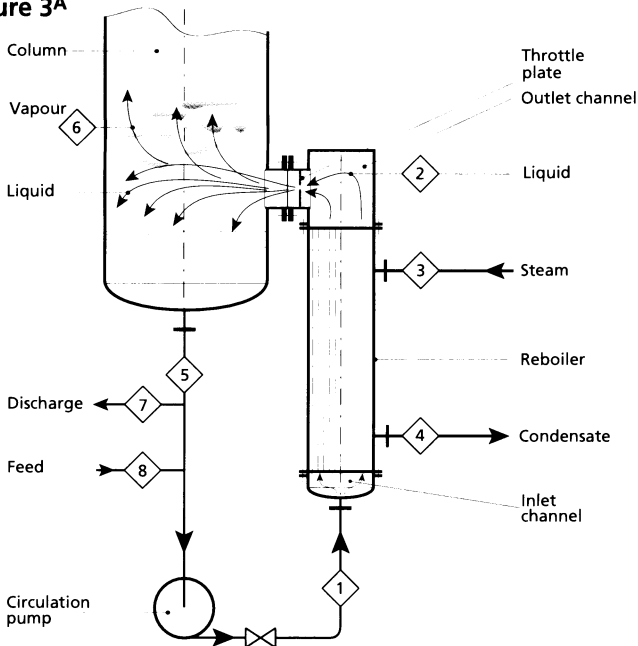 ure 3A
Column
Throttle
plate
Outlet channel
Vapour
6
Liquid
2
Liquid
3
Steam
5
Reboiler
Discharge
7
4
Condensate
Feed
8
Inlet
channel
1
Circulation
pump